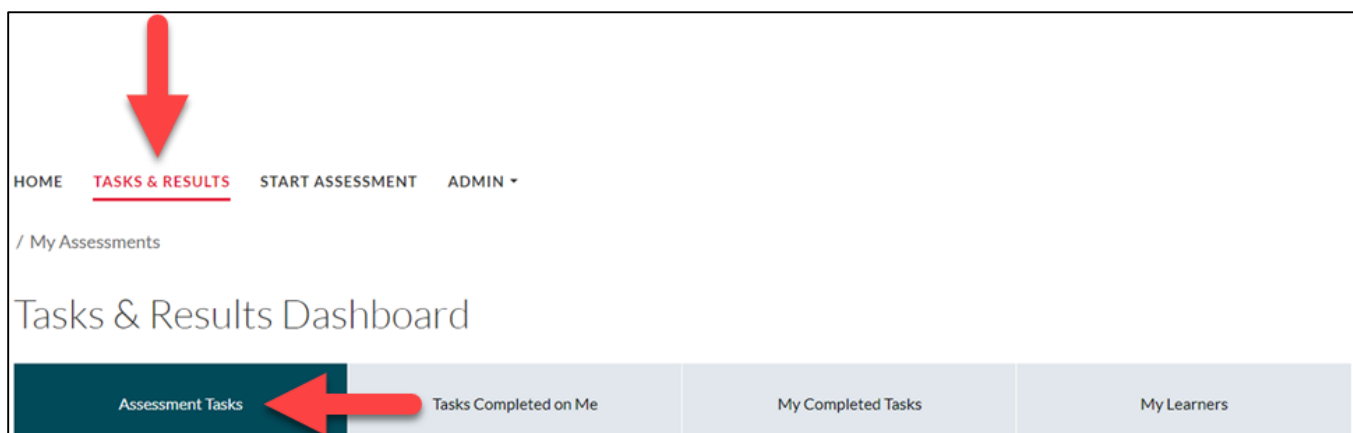 HOME TASKS & RESULTS START ASSESSMENT ADMIN
/ My Assessments
Tasks & Results Dashboard
Assessment Tasks Tasks Completed on Me My Completed Tasks My Learners